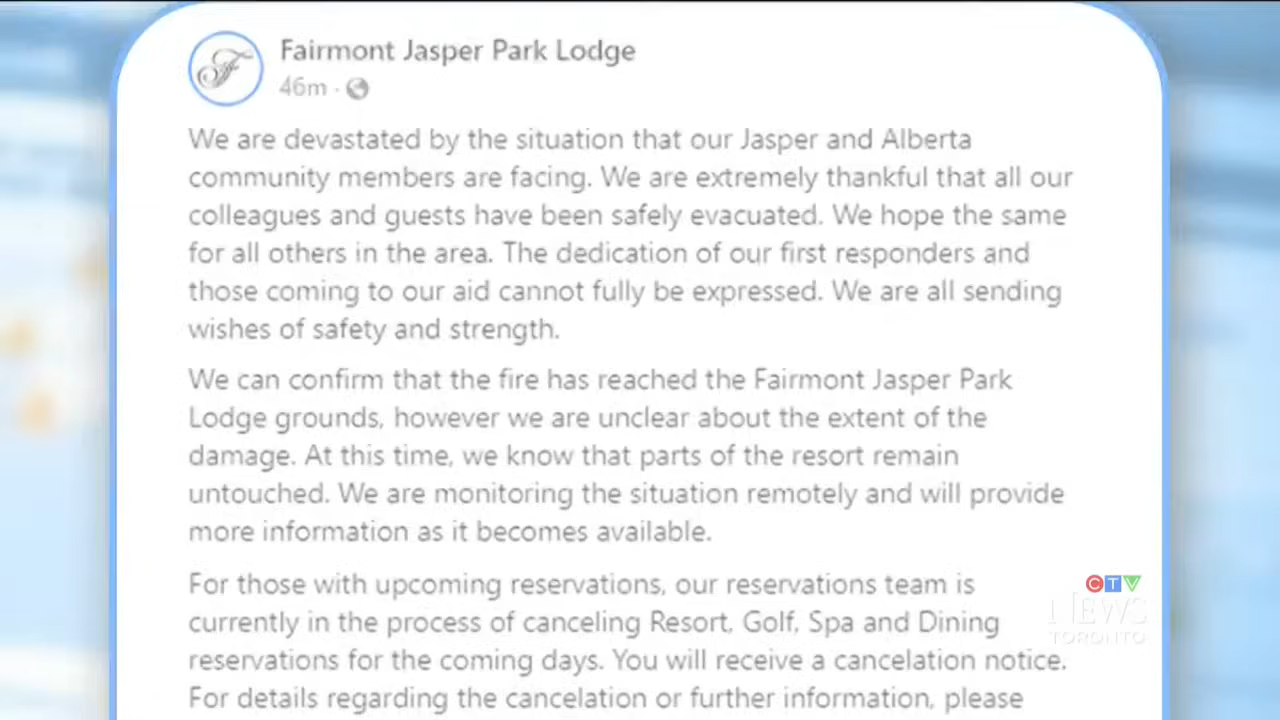 Fairmont Jasper Park Lodge
46m ·
We are devastated by the situation that our Jasper and Alberta
community members are facing. We are extremely thankful that all our
colleagues and guests have been safely evacuated. We hope the same
for all others in the area. The dedication of our first responders and
those coming to our aid cannot fully be expressed. We are all sending
wishes of safety and strength.
We can confirm that the fire has reached the Fairmont Jasper Park
Lodge grounds, however we are unclear about the extent of the
damage. At this time, we know that parts of the resort remain
untouched. We are monitoring the situation remotely and will provide
more information as it becomes available.
For those with upcoming reservations, our reservations team is
currently in the process of canceling Resort, Golf, Spa and Dining
reservations for the coming days. You will receive a cancelation notice.
For details regarding the cancelation or further information, please
CTV
NEWS
TORONTO